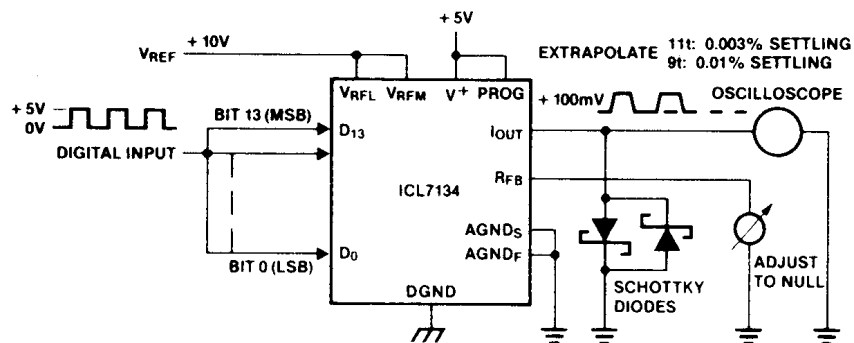 + 5V
VREF + 10V
EXTRAPOLATE 11t: 0.003% SETTLING
9t: 0.01% SETTLING
VRFL VRFM V+ PROG
+ 100mV
OSCILLOSCOPE
+ 5V
0V
BIT 13 (MSB)
D13
IOUT
DIGITAL INPUT
RFB
ICL7134
AGNDS
AGNDF
BIT 0 (LSB)
D0
DGND
SCHOTTKY
DIODES
ADJUST
TO NULL